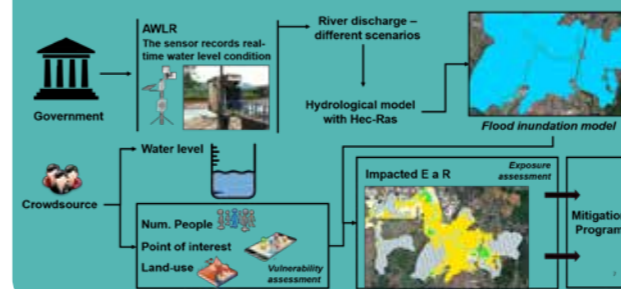 AWLR
The sensor records real-
time water level condition
Government
River discharge –
different scenarios
Hydrological model
with Hec-Ras
Flood inundation model
Crowdsource
Water level
Num. People
Point of interest
Land-use
Vulnerability
assessment
Impacted E a R
Exposure
assessment
Mitigation
Program